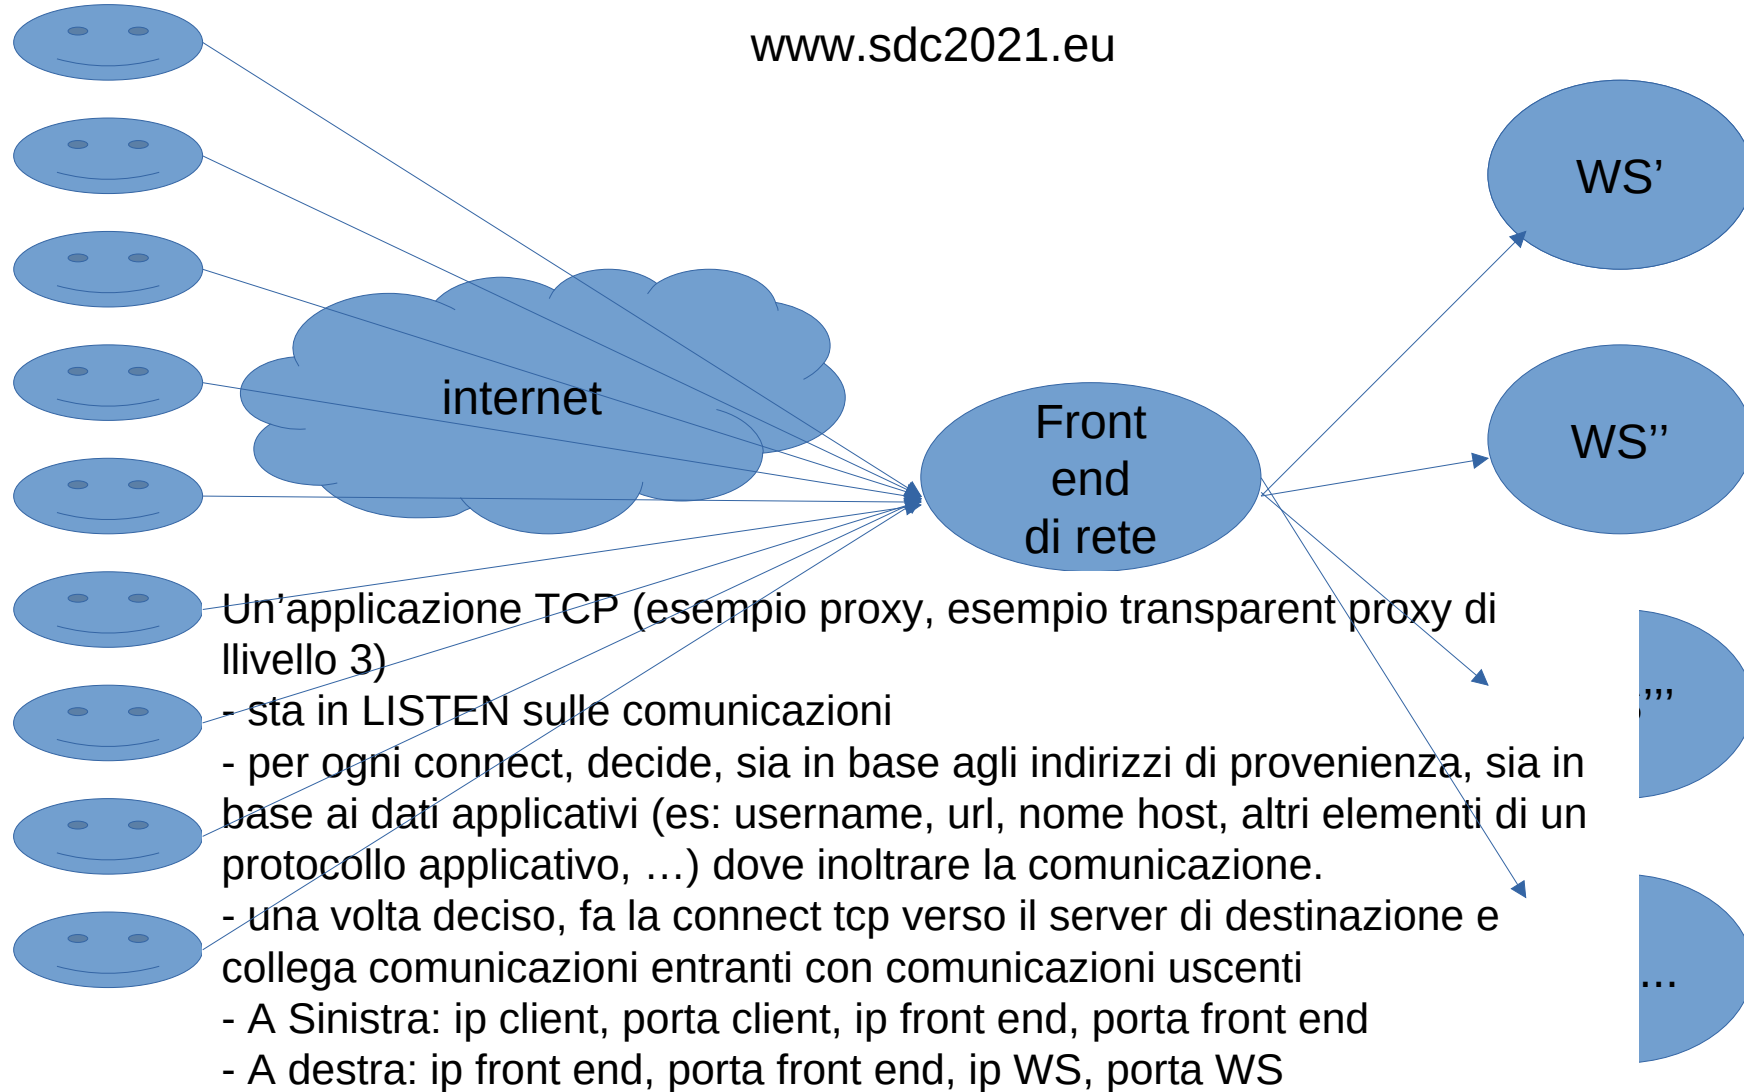 www.sdc2021.eu
WS’
internet
Front
end
di rete
WS’’
Un’applicazione TCP (esempio proxy, esempio transparent proxy di
llivello 3)
- sta in LISTEN sulle comunicazioni
’’’
- per ogni connect, decide, sia in base agli indirizzi di provenienza, sia in
base ai dati applicativi (es: username, url, nome host, altri elementi di un
protocollo applicativo, …) dove inoltrare la comunicazione.
- una volta deciso, fa la connect tcp verso il server di destinazione e
collega comunicazioni entranti con comunicazioni uscenti
...
- A Sinistra: ip client, porta client, ip front end, porta front end
- A destra: ip front end, porta front end, ip WS, porta WS